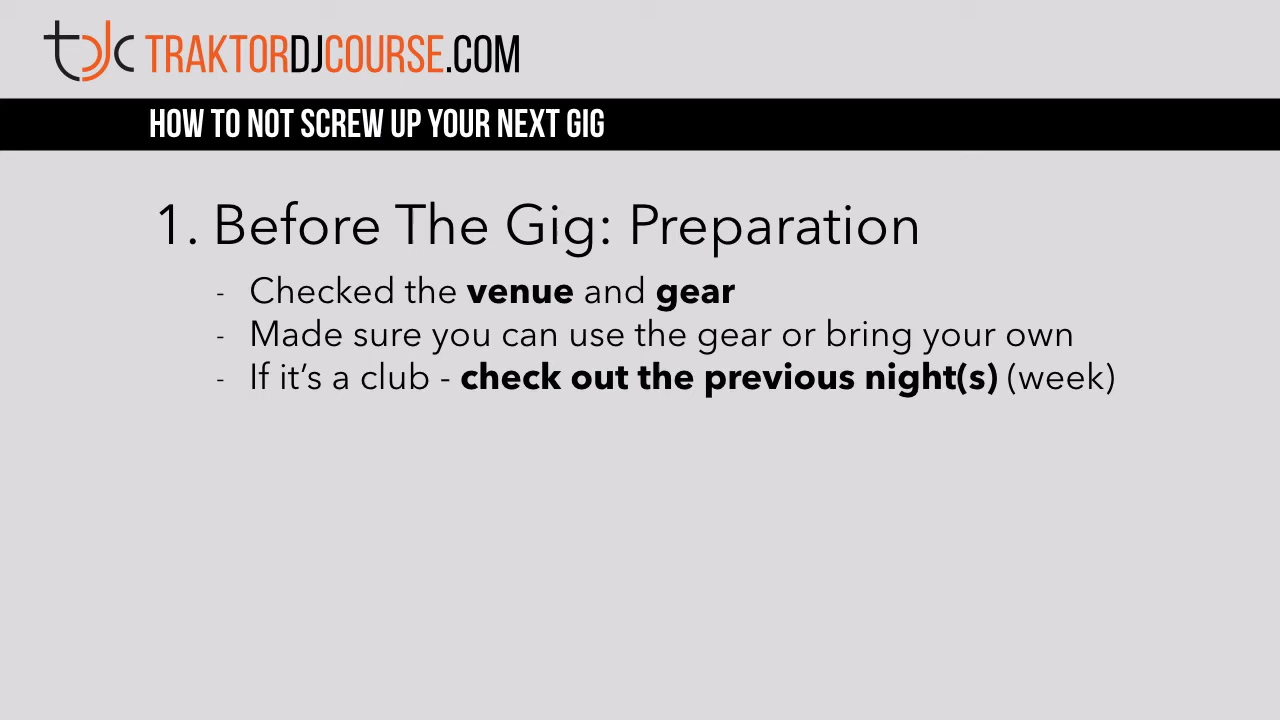 tdc TRAKTORDJCOURSE.COM
HOW TO NOT SCREW UP YOUR NEXT GIG
1. Before The Gig: Preparation
- Checked the venue and gear
- Made sure you can use the gear or bring your own
- If it's a club - check out the previous night(s) (week)